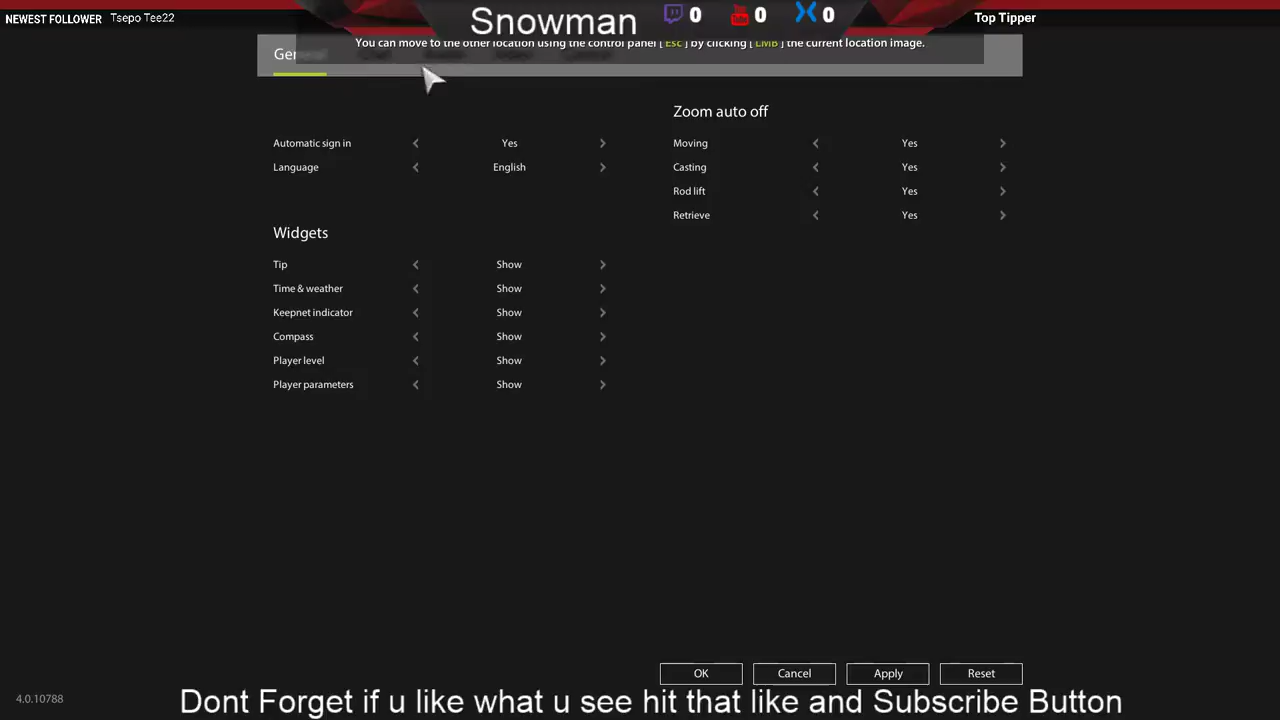 NEWEST FOLLOWER Tsepo Tee22
Snowman
0 0 0
Top Tipper
You can move to the other location using the control panel [ Esc ] by clicking [ LMB ] the current location image.
General
Zoom auto off
Automatic sign in Yes
Language English
Moving Yes
Casting Yes
Rod lift Yes
Retrieve Yes
Widgets
Tip Show
Time & weather Show
Keepnet indicator Show
Compass Show
Player level Show
Player parameters Show
OK Cancel Apply Reset
4.0.10788
Dont Forget if u like what u see hit that like and Subscribe Button